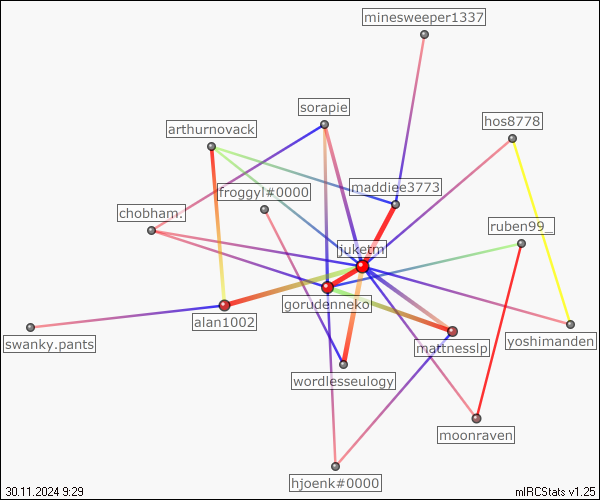 minesweeper1337
sorapie
hos8778
arthurnovack
maddiee3773
froggy!#0000
chobham.
ruben99_
juketm
gorudenneko
alan1002
swanky.pants
mattnesslp
yoshimanden
wordlesseulogy
moonraven
hjoenk#0000
30.11.2024 9:29
mIRCStats v1.25